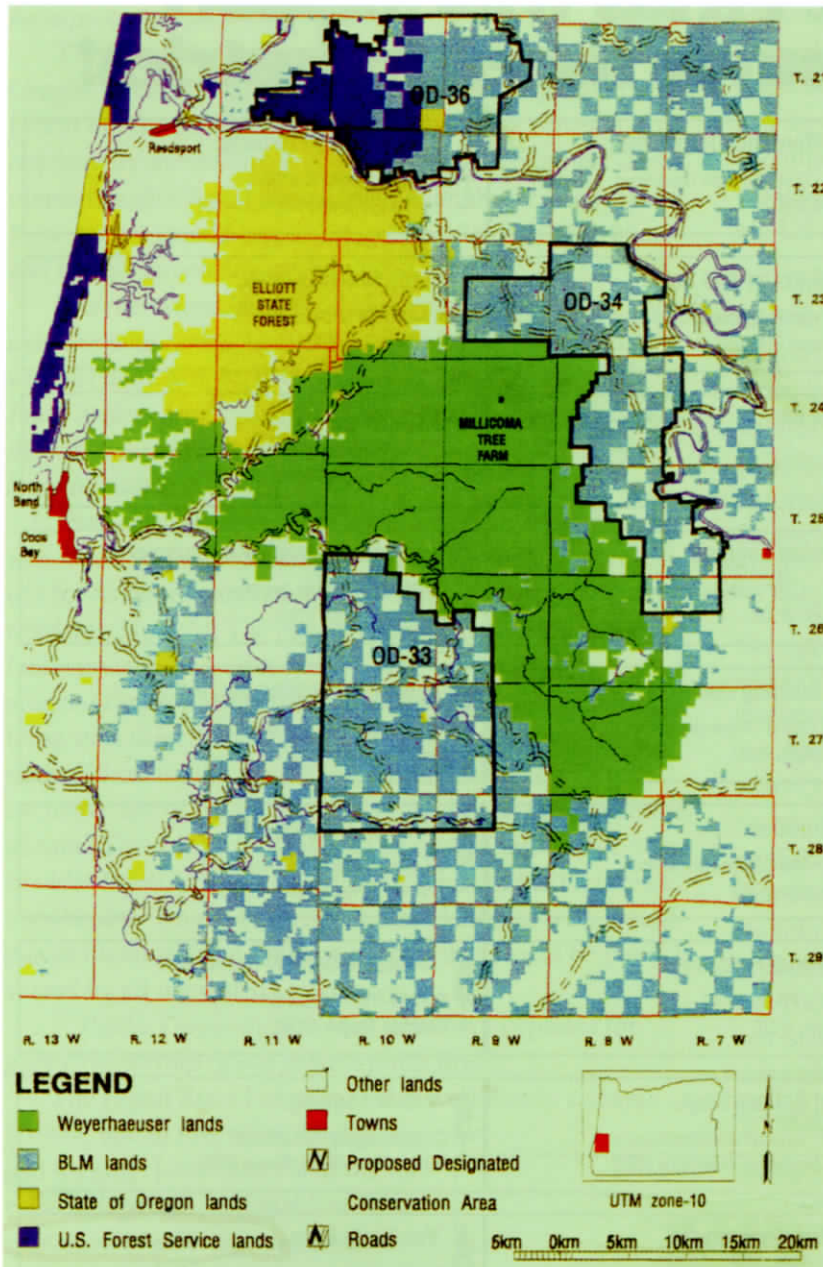 OD-36
T. 21
Reedsport
T. 22
ELLIOTT
STATE
FOREST
OD-34
T. 23
MILLICOMA
TREE
FARM
T. 24
North
Bend
Coos
Bay
T. 25
OD-33
T. 26
T. 27
T. 28
T. 29
R. 13 W R. 12 W R. 11 W R. 10 W R. 9 W R. 8 W R. 7 W
LEGEND
Weyerhaeuser lands
BLM lands
State of Oregon lands
U.S. Forest Service lands
Other lands
Towns
Proposed Designated
Conservation Area
Roads
N
UTM zone-10
5km 0km 5km 10km 15km 20km